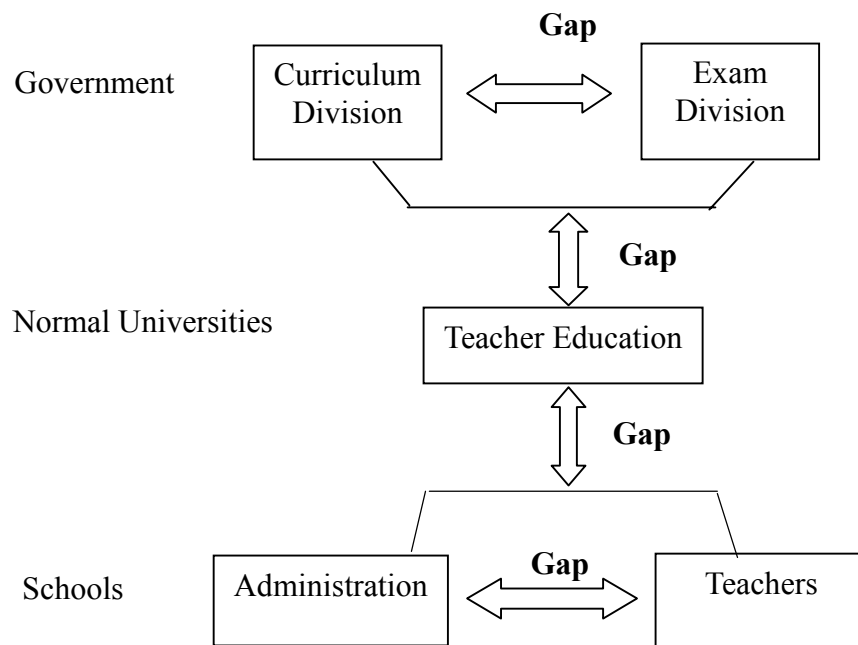 Gap
Government
Curriculum
Division
Exam
Division
Gap
Normal Universities
Teacher Education
Gap
Schools
Administration
Gap
Teachers